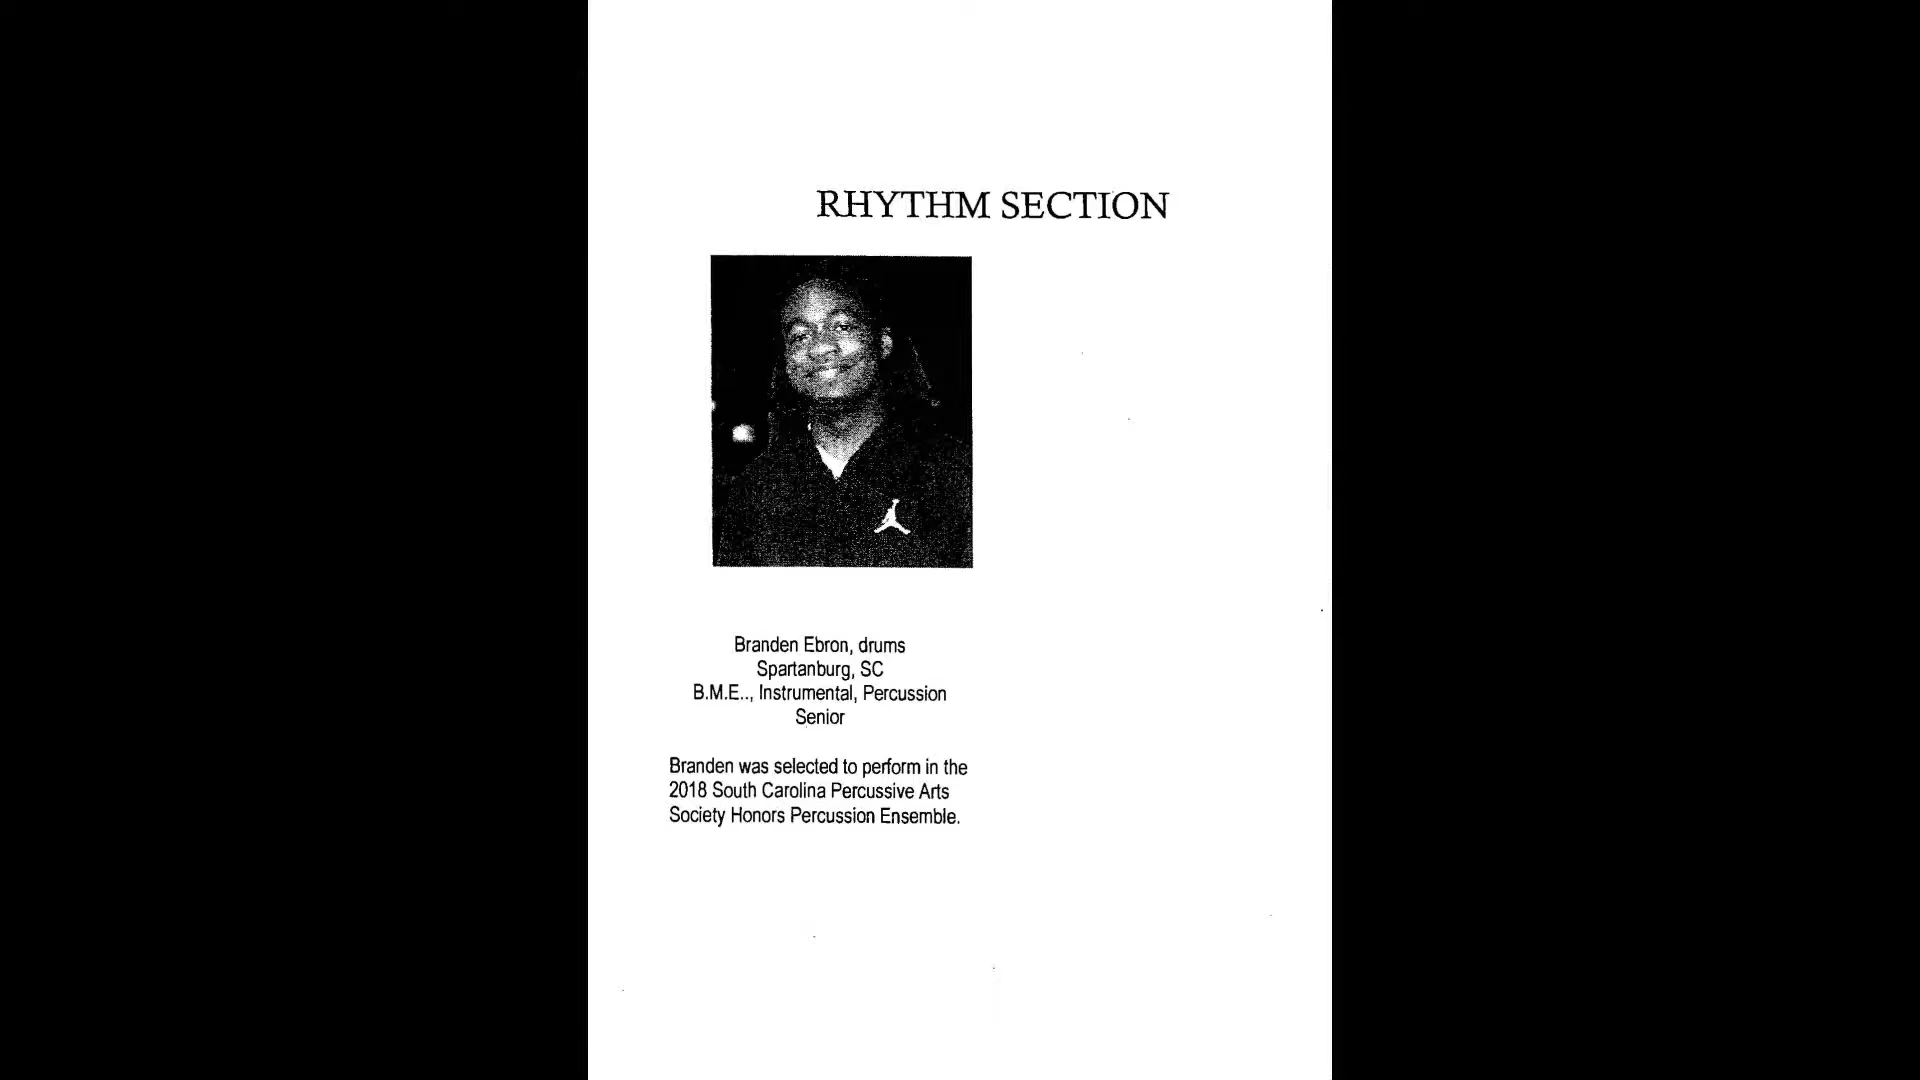 RHYTHM SECTION
Branden Ebron, drums
Spartanburg, SC
B.M.E.., Instrumental, Percussion
Senior
Branden was selected to perform in the
2018 South Carolina Percussive Arts
Society Honors Percussion Ensemble.